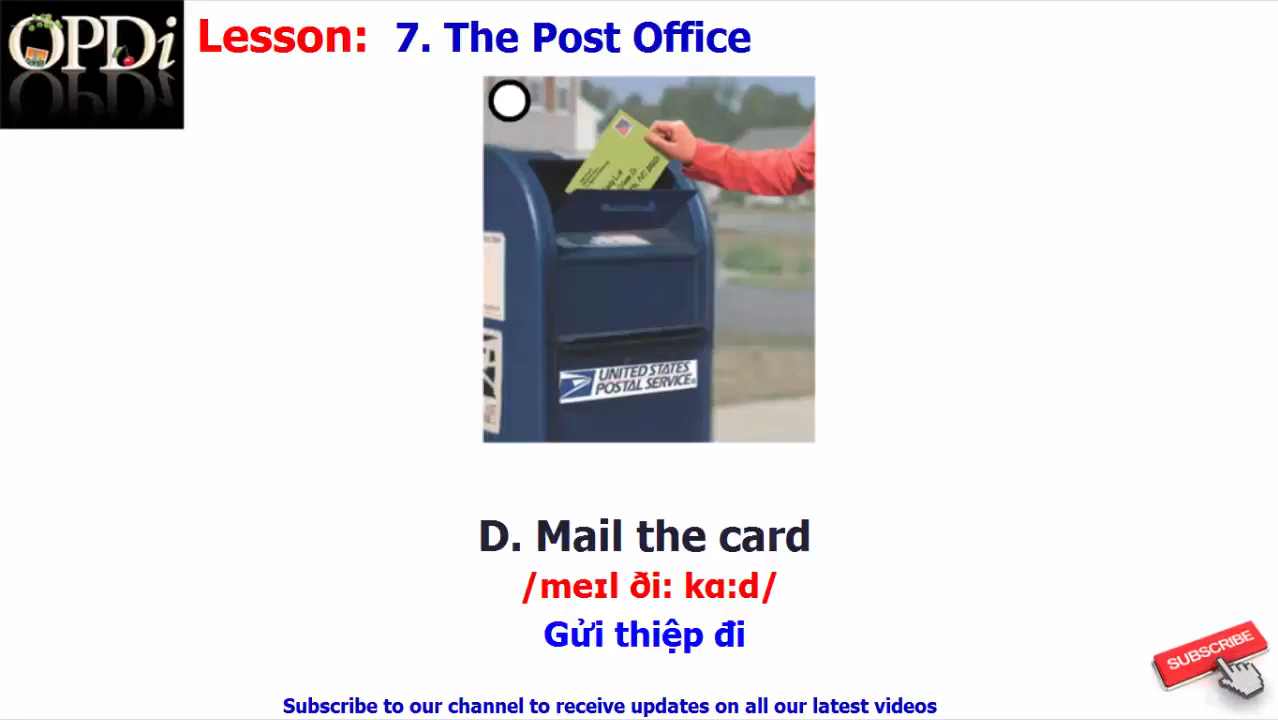 OPDi
Lesson: 7. The Post Office
UNITED STATES
POSTAL SERVICE
D. Mail the card
/meɪl ði: kɑ:d/
Gửi thiệp đi
SUBSCRIBE
Subscribe to our channel to receive updates on all our latest videos